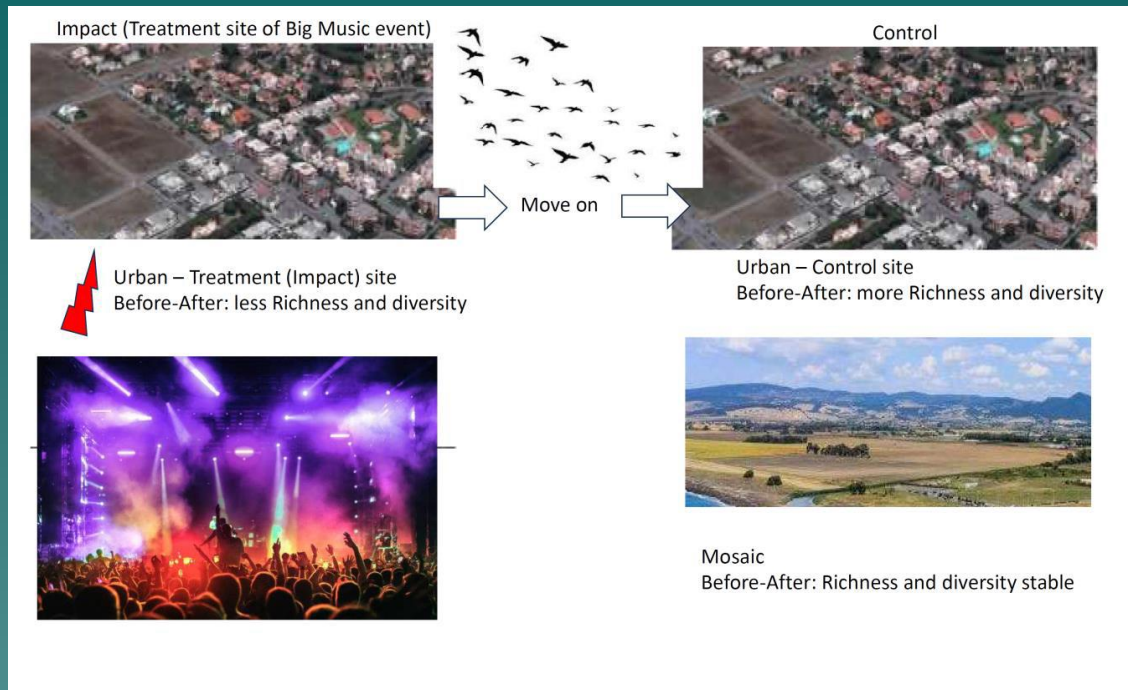 Impact (Treatment site of Big Music event)
Control
Move on
Urban – Treatment (Impact) site
Before-After: less Richness and diversity
Urban – Control site
Before-After: more Richness and diversity
Mosaic
Before-After: Richness and diversity stable